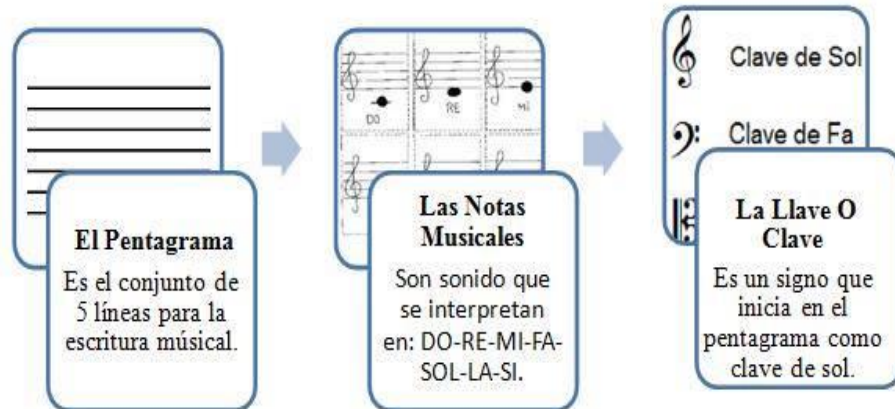 El Pentagrama
Es el conjunto de
5 líneas para la
escritura músical.
DO
RE
MI
Las Notas
Musicales
Son sonido que
se interpretan
en: DO-RE-MI-FA-
SOL-LA-SI.
Clave de Sol
Clave de Fa
La Llave O
Clave
Es un signo que
inicia en el
pentagrama como
clave de sol.